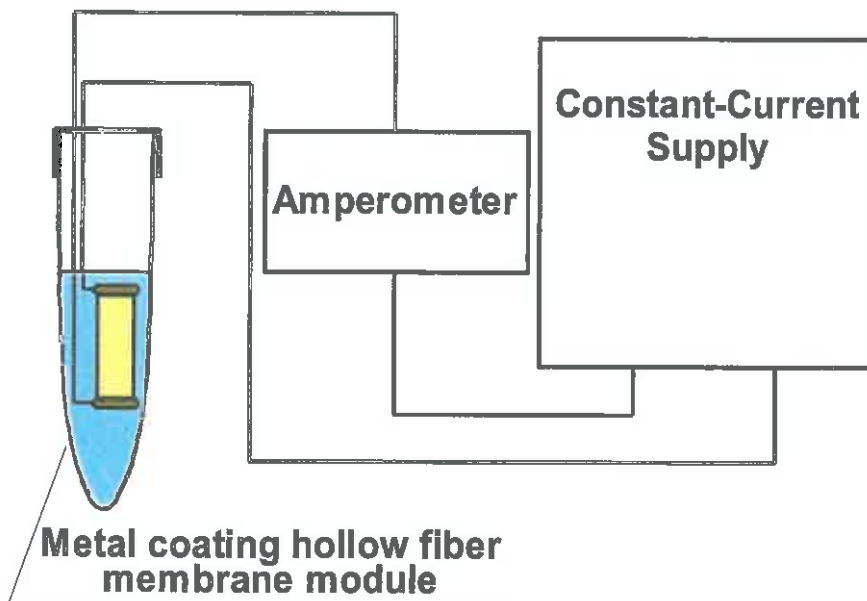 Constant-Current
Supply
Amperometer
Metal coating hollow fiber
membrane module